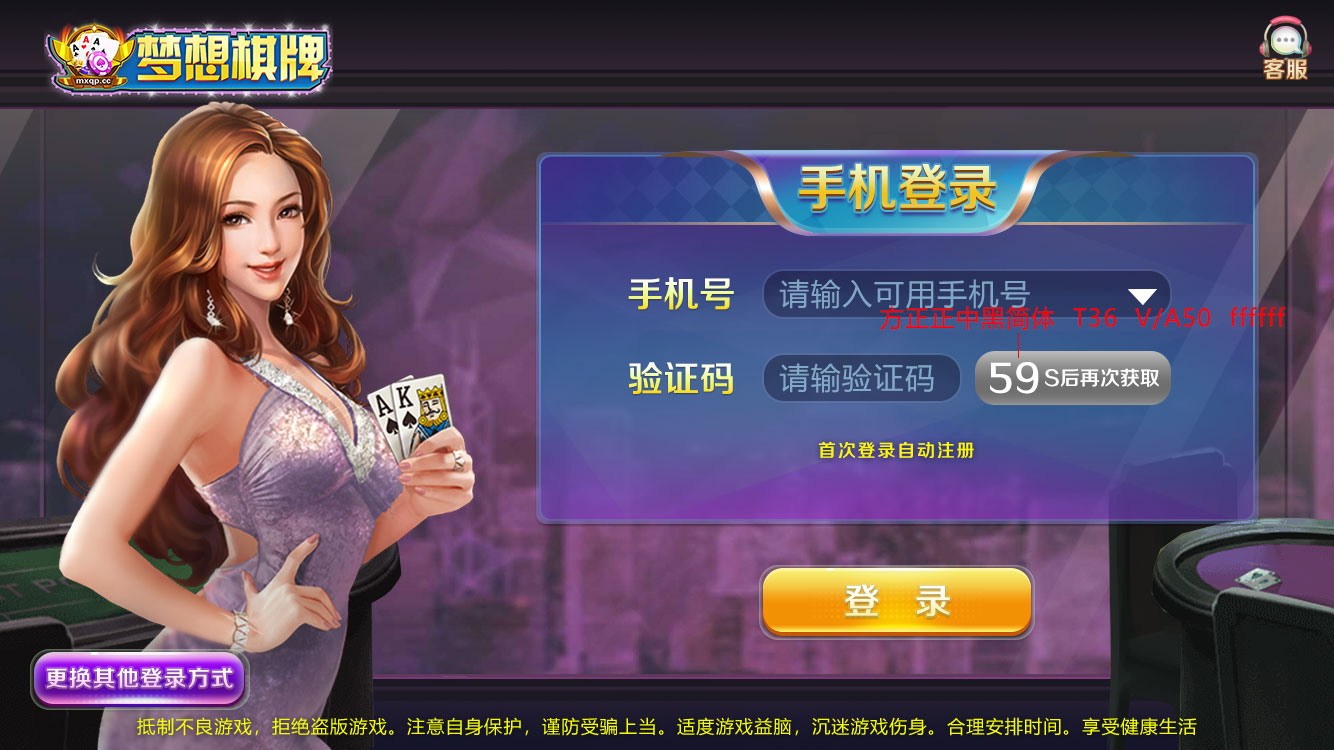 梦想棋牌
mxqp.cc
客服
手机登录
手机号 请输入可用手机号
方正正中黑简体 T36 V/A50 ffffff
验证码 请输验证码 59S后再次获取
首次登录自动注册
A K
登 录
更换其他登录方式
抵制不良游戏，拒绝盗版游戏。注意自身保护，谨防受骗上当。适度游戏益脑，沉迷游戏伤身。合理安排时间。享受健康生活